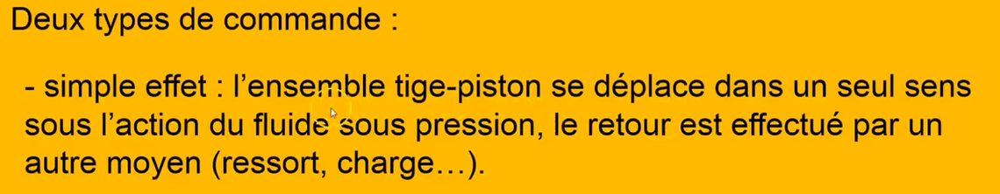 Deux types de commande :
- simple effet : l’ensemble tige-piston se déplace dans un seul sens
sous l’action du fluide sous pression, le retour est effectué par un
autre moyen (ressort, charge…).